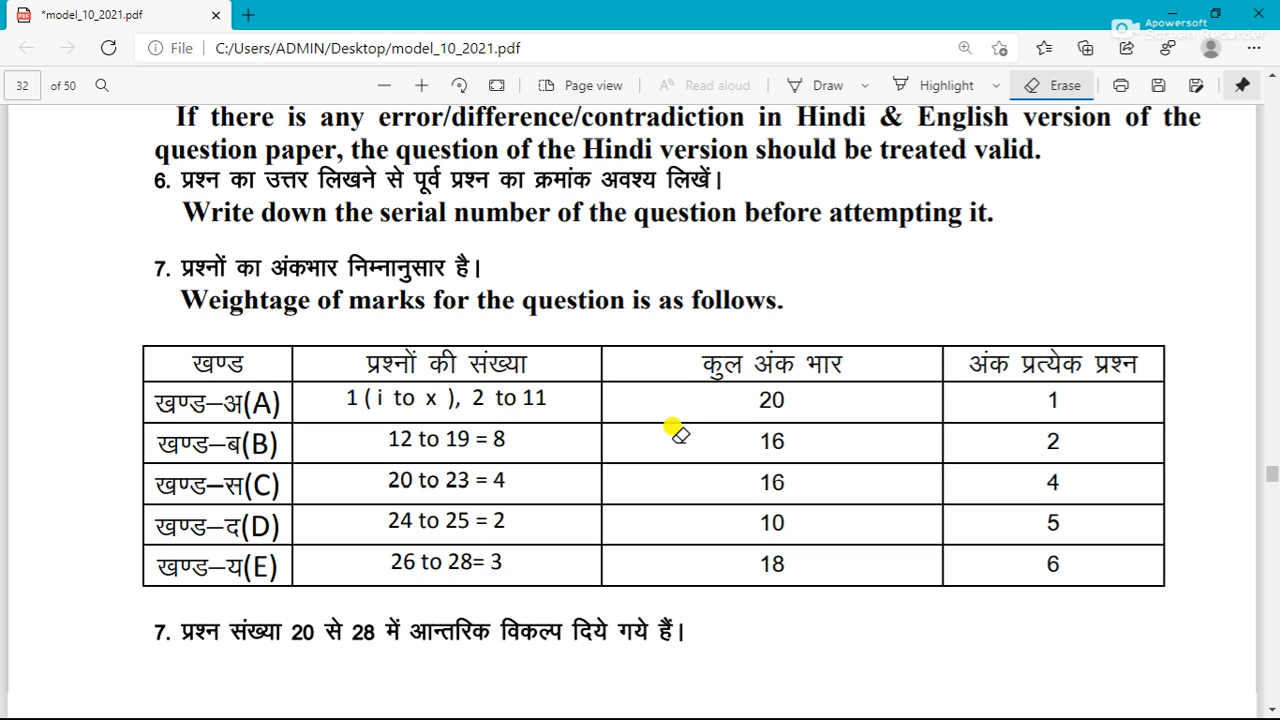 *model_10_2021.pdf
Apowersoft
Screen Recorder
File C:/Users/ADMIN/Desktop/model_10_2021.pdf
32 of 50 Page view Read aloud Draw Highlight Erase
If there is any error/difference/contradiction in Hindi & English version of the
question paper, the question of the Hindi version should be treated valid.
6. प्रश्न का उत्तर लिखने से पूर्व प्रश्न का क्रमांक अवश्य लिखें।
Write down the serial number of the question before attempting it.
7. प्रश्नों का अंकभार निम्नानुसार है।
Weightage of marks for the question is as follows.
खण्ड प्रश्नों की संख्या कुल अंक भार अंक प्रत्येक प्रश्न
खण्ड–अ(A) 1 ( i to x ), 2 to 11 20 1
खण्ड–ब(B) 12 to 19 = 8 16 2
खण्ड–स(C) 20 to 23 = 4 16 4
खण्ड–द(D) 24 to 25 = 2 10 5
खण्ड–य(E) 26 to 28= 3 18 6
7. प्रश्न संख्या 20 से 28 में आन्तरिक विकल्प दिये गये हैं।